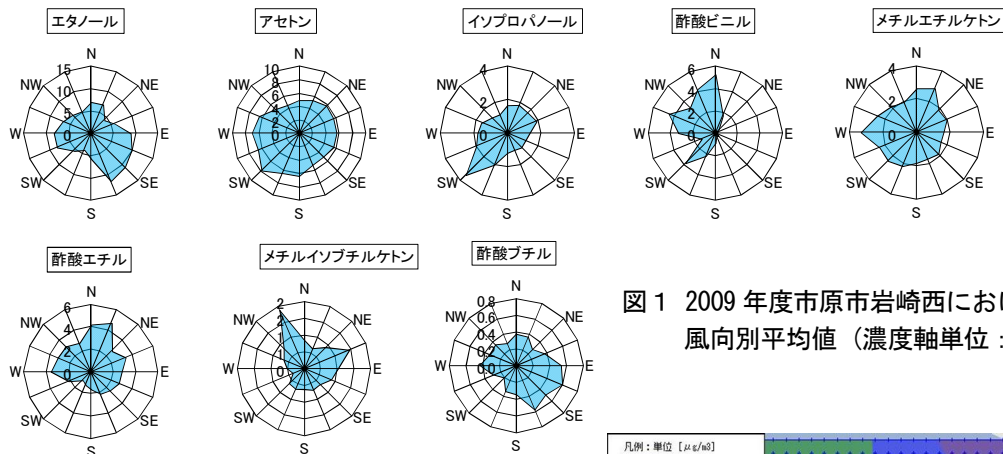 エタノール
N
NE
E
SE
S
SW
W
NW
15
10
5
0
アセトン
N
NE
E
SE
S
SW
W
NW
10
8
6
4
2
0
イソプロパノール
N
NE
E
SE
S
SW
W
NW
4
2
0
酢酸ビニル
N
NE
E
SE
S
SW
W
NW
6
4
2
0
メチルエチルケトン
N
NE
E
SE
S
SW
W
NW
4
2
0
酢酸エチル
N
NE
E
SE
S
SW
W
NW
6
4
2
0
メチルイソブチルケトン
N
NE
E
SE
S
SW
W
NW
2
2
1
1
0
酢酸ブチル
N
NE
E
SE
S
SW
W
NW
0.8
0.6
0.4
0.2
0.0
図１ 2009 年度市原市岩崎西におけ
風向別平均値（濃度軸単位：
凡例：単位 [μg/m3]